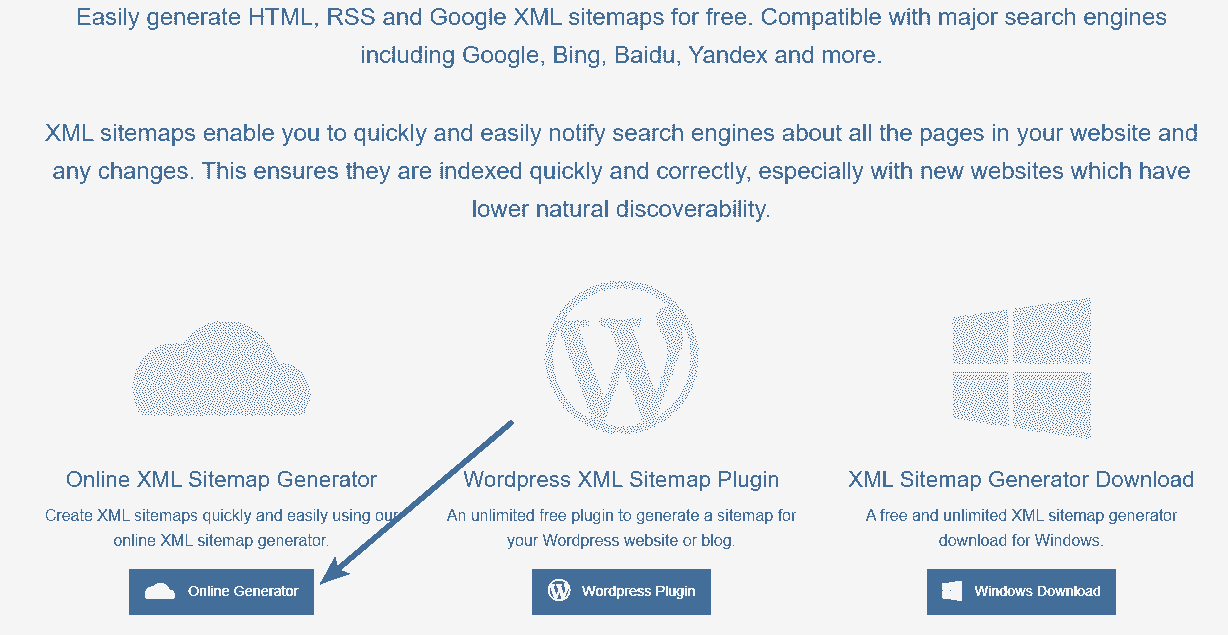 Easily generate HTML, RSS and Google XML sitemaps for free. Compatible with major search engines
including Google, Bing, Baidu, Yandex and more.
XML sitemaps enable you to quickly and easily notify search engines about all the pages in your website and
any changes. This ensures they are indexed quickly and correctly, especially with new websites which have
lower natural discoverability.
Online XML Sitemap Generator
Create XML sitemaps quickly and easily using our
online XML sitemap generator.
Online Generator
Wordpress XML Sitemap Plugin
An unlimited free plugin to generate a sitemap for
your Wordpress website or blog.
Wordpress Plugin
XML Sitemap Generator Download
A free and unlimited XML sitemap generator
download for Windows.
Windows Download